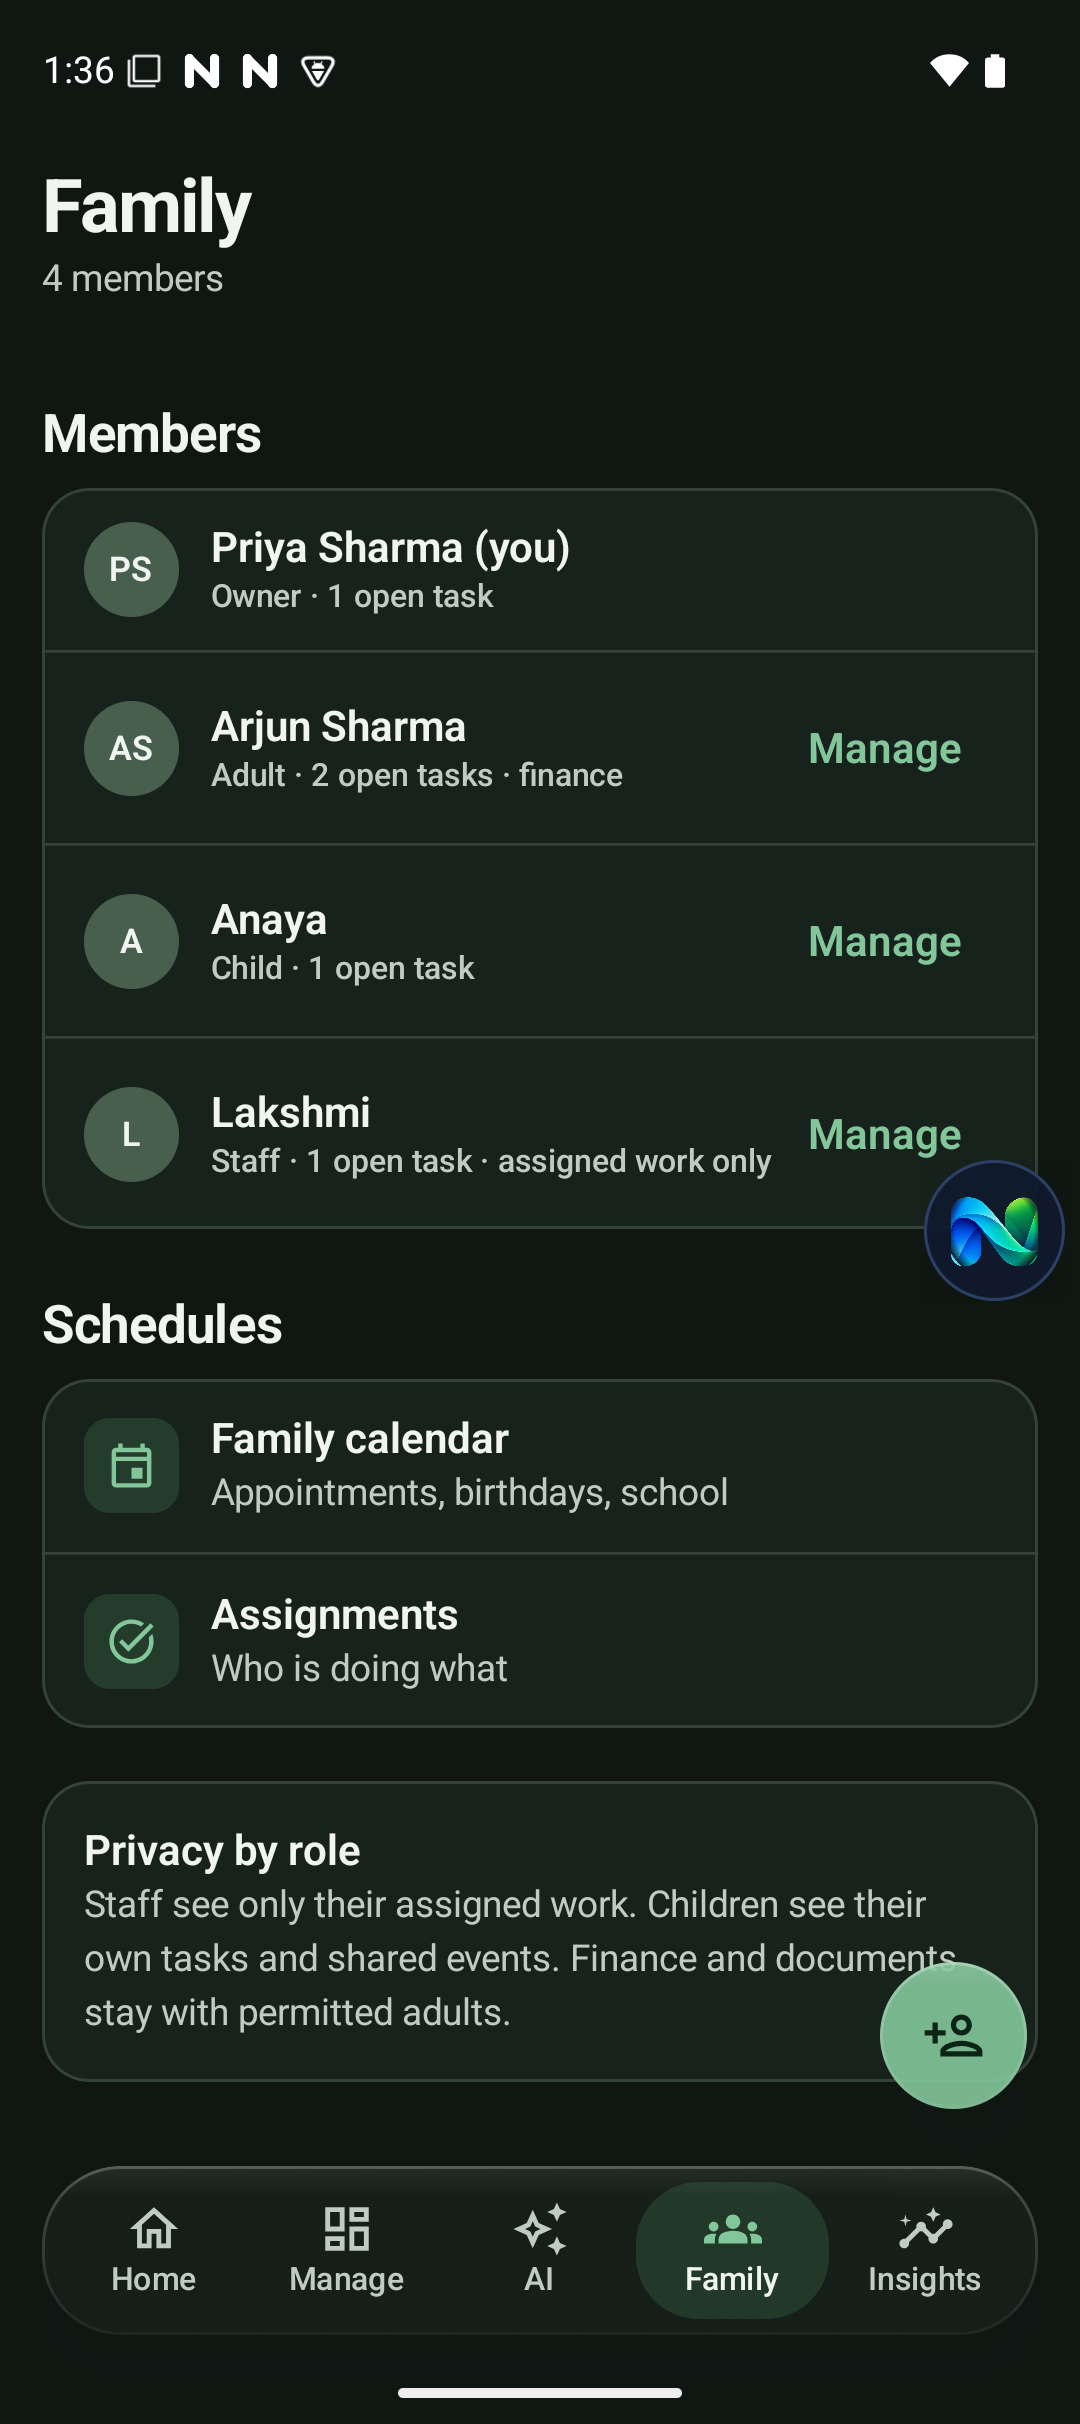 1:36
Family
4 members
Members
PS
Priya Sharma (you)
Owner · 1 open task
AS
Arjun Sharma
Adult · 2 open tasks · finance
Manage
A
Anaya
Child · 1 open task
Manage
L
Lakshmi
Staff · 1 open task · assigned work only
Manage
Schedules
Family calendar
Appointments, birthdays, school
Assignments
Who is doing what
Privacy by role
Staff see only their assigned work. Children see their
own tasks and shared events. Finance and documents
stay with permitted adults.
Home
Manage
AI
Family
Insights